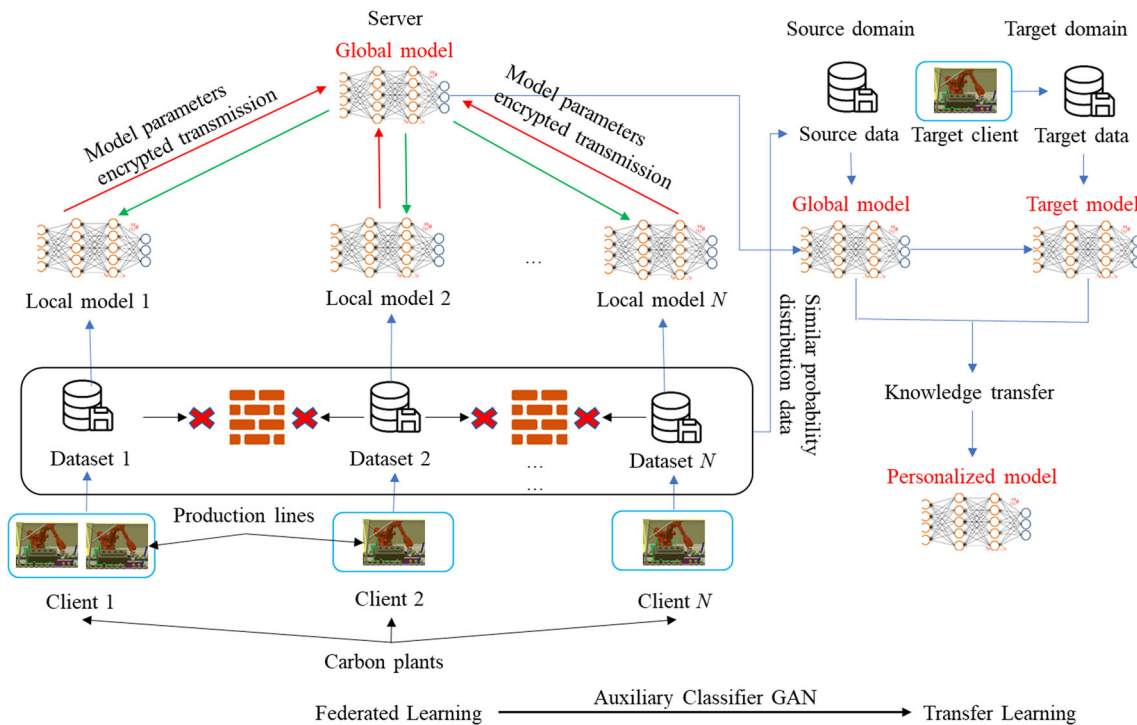 Server
Global model
Model parameters
encrypted transmission
Model parameters
encrypted transmission
Local model 1
Local model 2
...
Local model N
Dataset 1
Dataset 2
...
Dataset N
...
Production lines
Client 1
Client 2
Client N
Carbon plants
Similar probability
distribution data
Source domain
Target domain
Source data
Target client
Target data
Global model
Target model
Knowledge transfer
Personalized model
Federated Learning
Auxiliary Classifier GAN
Transfer Learning